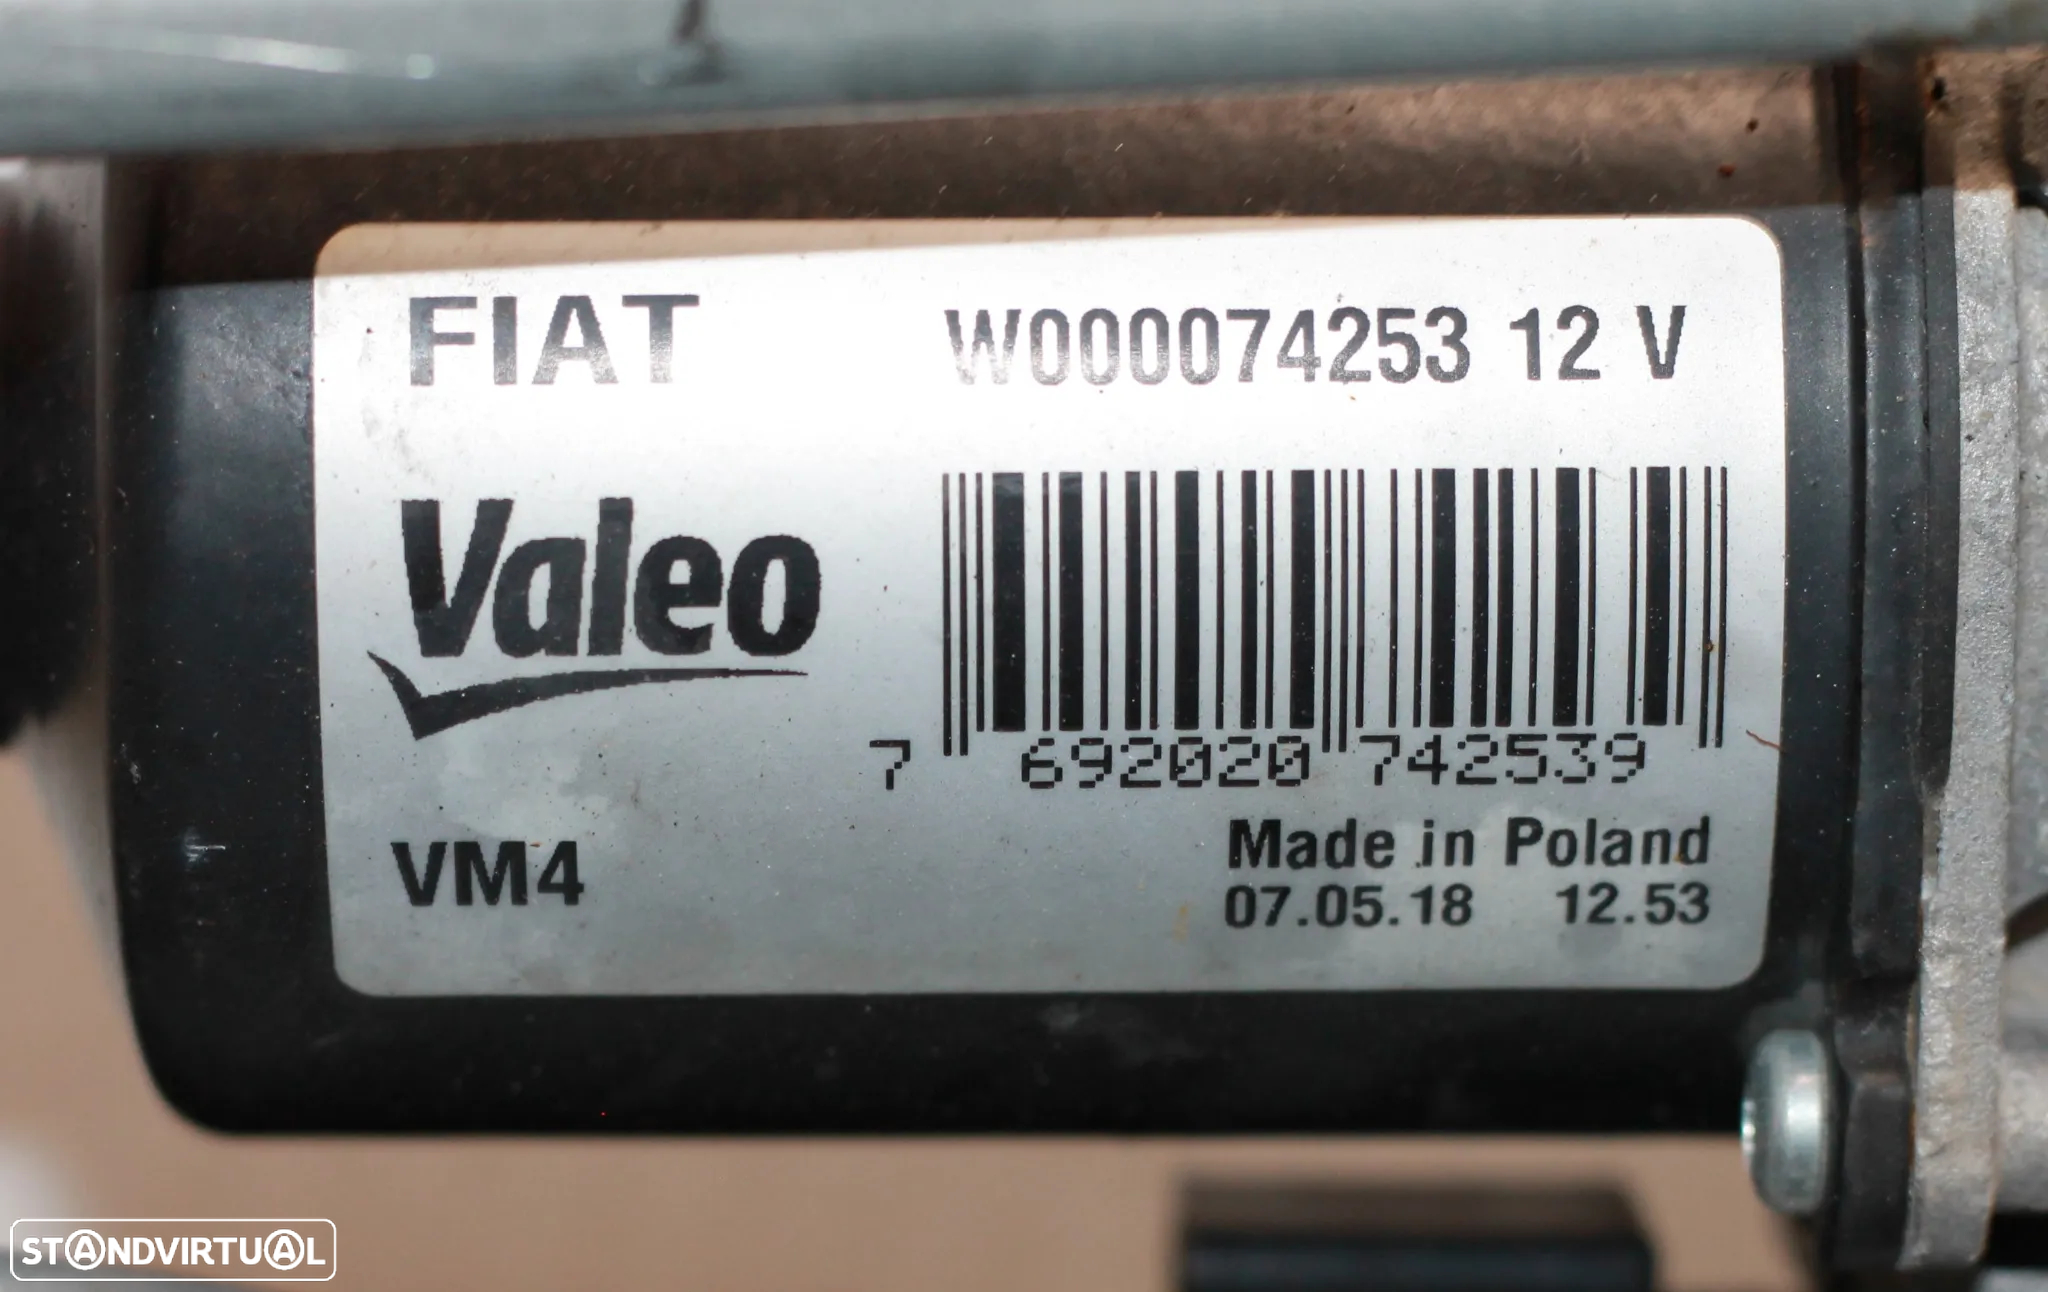 FIAT W000074253 12 V
Valeo
7 692020 742539
VM4
Made in Poland
07.05.18 12.53
STANDVIRTUAL